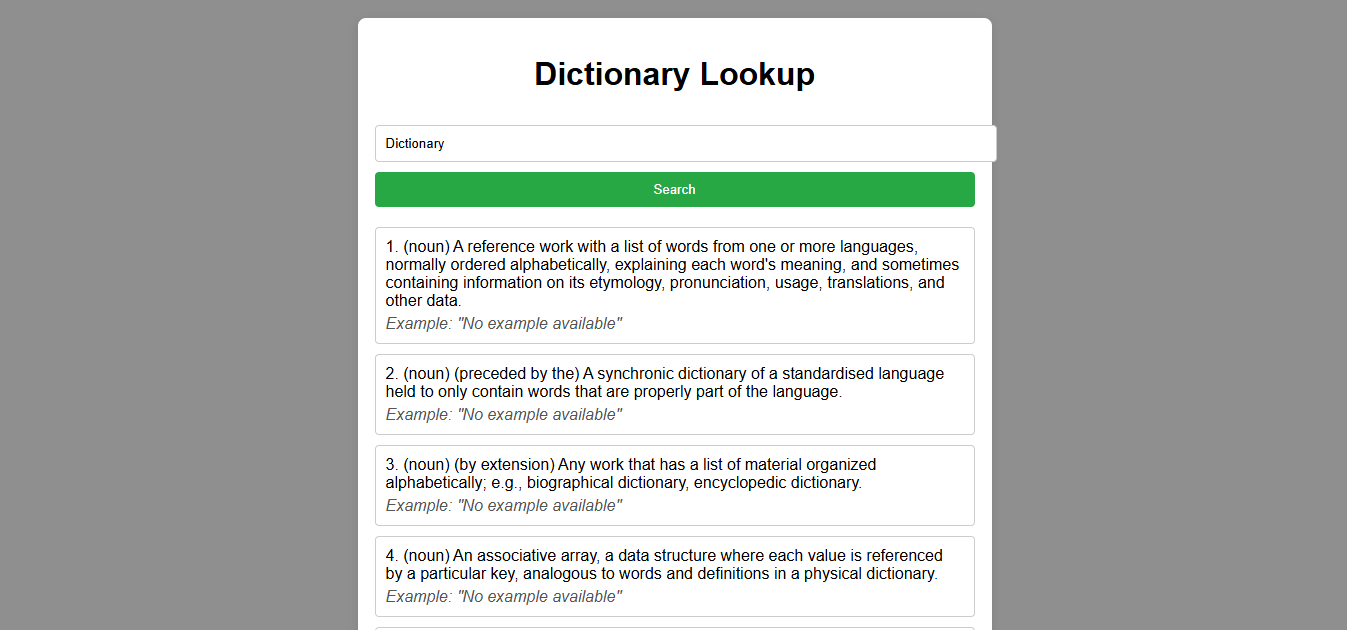 Dictionary Lookup
Dictionary
Search
1. (noun) A reference work with a list of words from one or more languages,
normally ordered alphabetically, explaining each word's meaning, and sometimes
containing information on its etymology, pronunciation, usage, translations, and
other data.
Example: "No example available"
2. (noun) (preceded by the) A synchronic dictionary of a standardised language
held to only contain words that are properly part of the language.
Example: "No example available"
3. (noun) (by extension) Any work that has a list of material organized
alphabetically; e.g., biographical dictionary, encyclopedic dictionary.
Example: "No example available"
4. (noun) An associative array, a data structure where each value is referenced
by a particular key, analogous to words and definitions in a physical dictionary.
Example: "No example available"